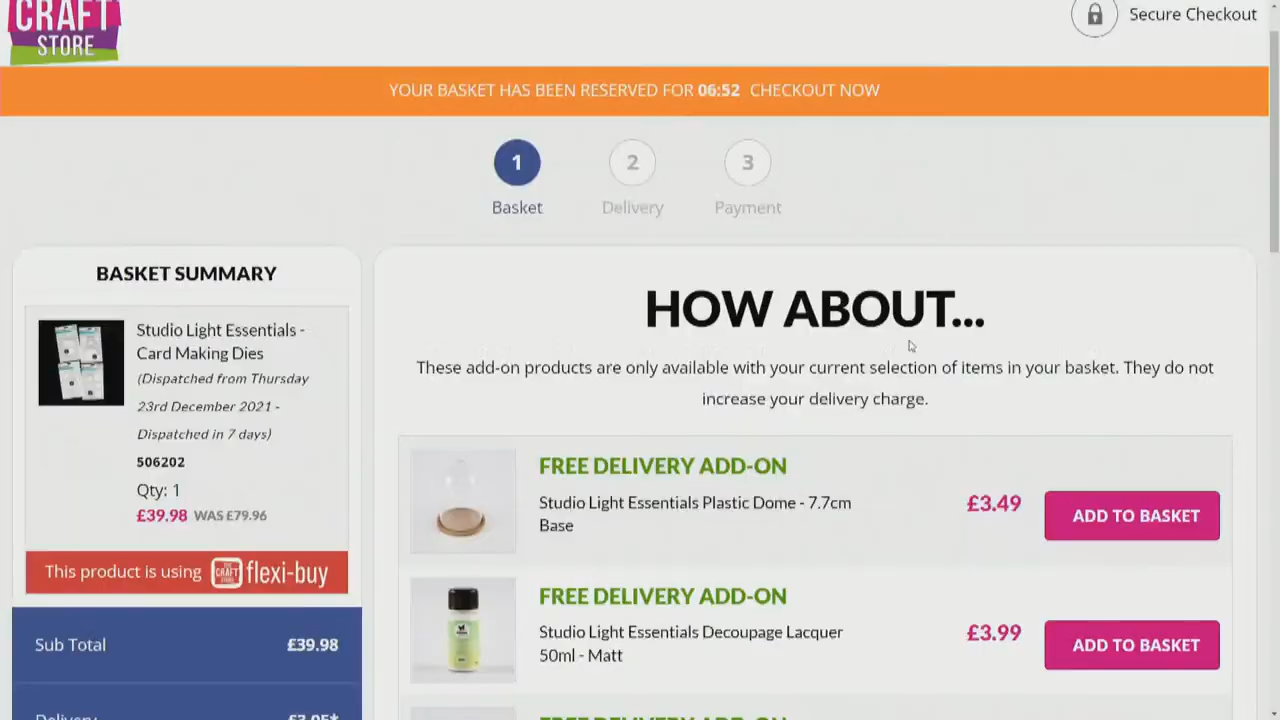 CRAFT
STORE
Secure Checkout
YOUR BASKET HAS BEEN RESERVED FOR 06:52 CHECKOUT NOW
1
2
3
Basket
Delivery
Payment
BASKET SUMMARY
Studio Light Essentials -
Card Making Dies
(Dispatched from Thursday
23rd December 2021 -
Dispatched in 7 days)
506202
Qty: 1
£39.98 WAS £79.96
This product is using THE CRAFT STORE flexi-buy
Sub Total £39.98
Delivery £3.95*
HOW ABOUT...
These add-on products are only available with your current selection of items in your basket. They do not
increase your delivery charge.
FREE DELIVERY ADD-ON
Studio Light Essentials Plastic Dome - 7.7cm
Base
£3.49
ADD TO BASKET
FREE DELIVERY ADD-ON
Studio Light Essentials Decoupage Lacquer
50ml - Matt
£3.99
ADD TO BASKET
FREE DELIVERY ADD-ON